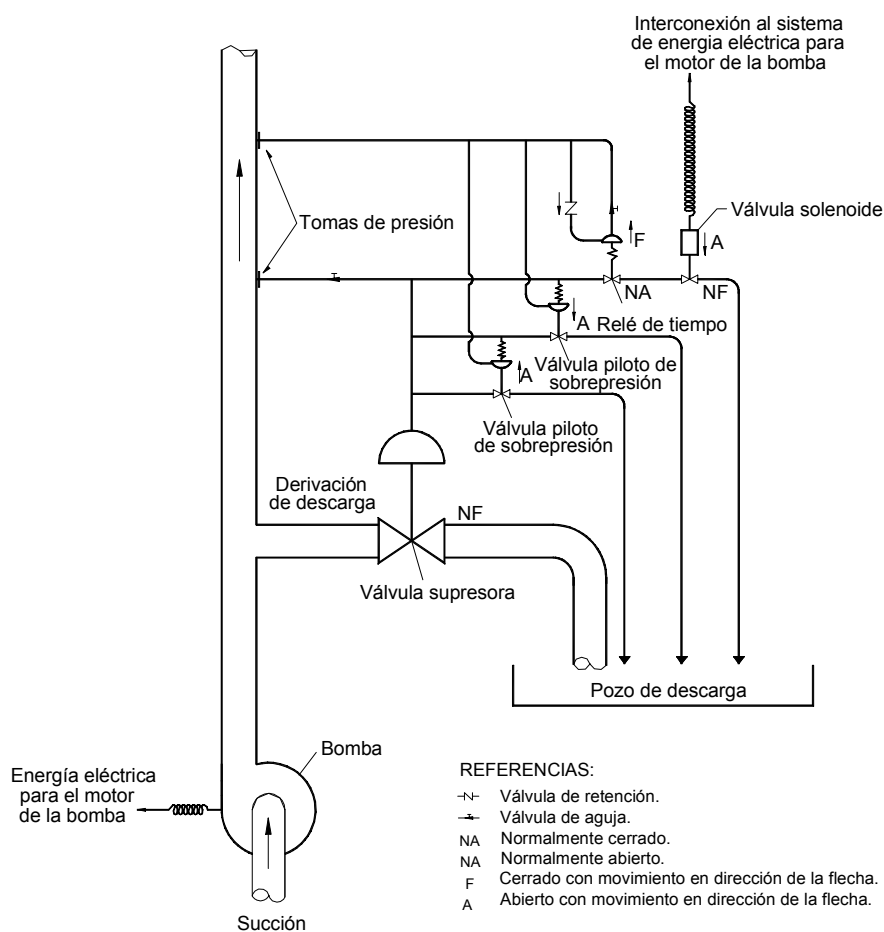 Interconexión al sistema
de energia eléctrica para
el motor de la bomba
Válvula solenoide
Tomas de presión
F
A
NA
NF
A
Relé de tiempo
Válvula piloto de
sobrepresión
A
Válvula piloto
de sobrepresión
Derivación
de descarga
NF
Válvula supresora
Pozo de descarga
Bomba
Energía eléctrica
para el motor
de la bomba
Succión
REFERENCIAS:
Válvula de retención.
Válvula de aguja.
NA Normalmente cerrado.
NA Normalmente abierto.
F Cerrado con movimiento en dirección de la flecha.
A Abierto con movimiento en dirección de la flecha.